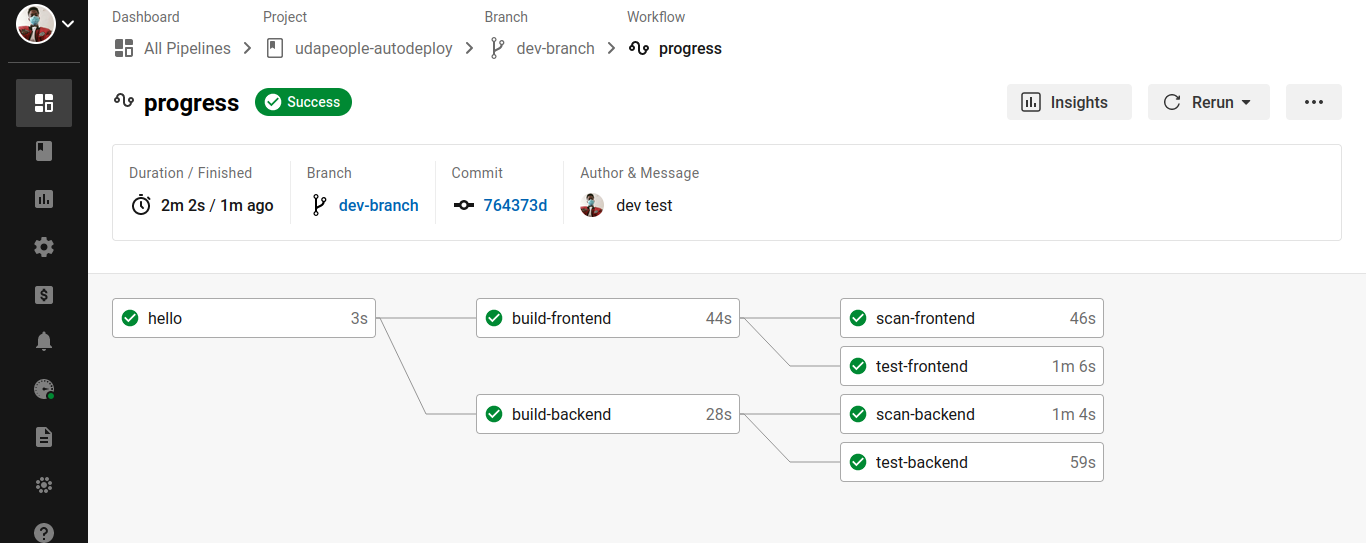 Dashboard Project Branch Workflow
All Pipelines udapeople-autodeploy dev-branch progress
progress Success Insights Rerun
Duration / Finished Branch Commit Author & Message
2m 2s / 1m ago dev-branch 764373d dev test
hello 3s build-frontend 44s scan-frontend 46s
test-frontend 1m 6s
build-backend 28s scan-backend 1m 4s
test-backend 59s